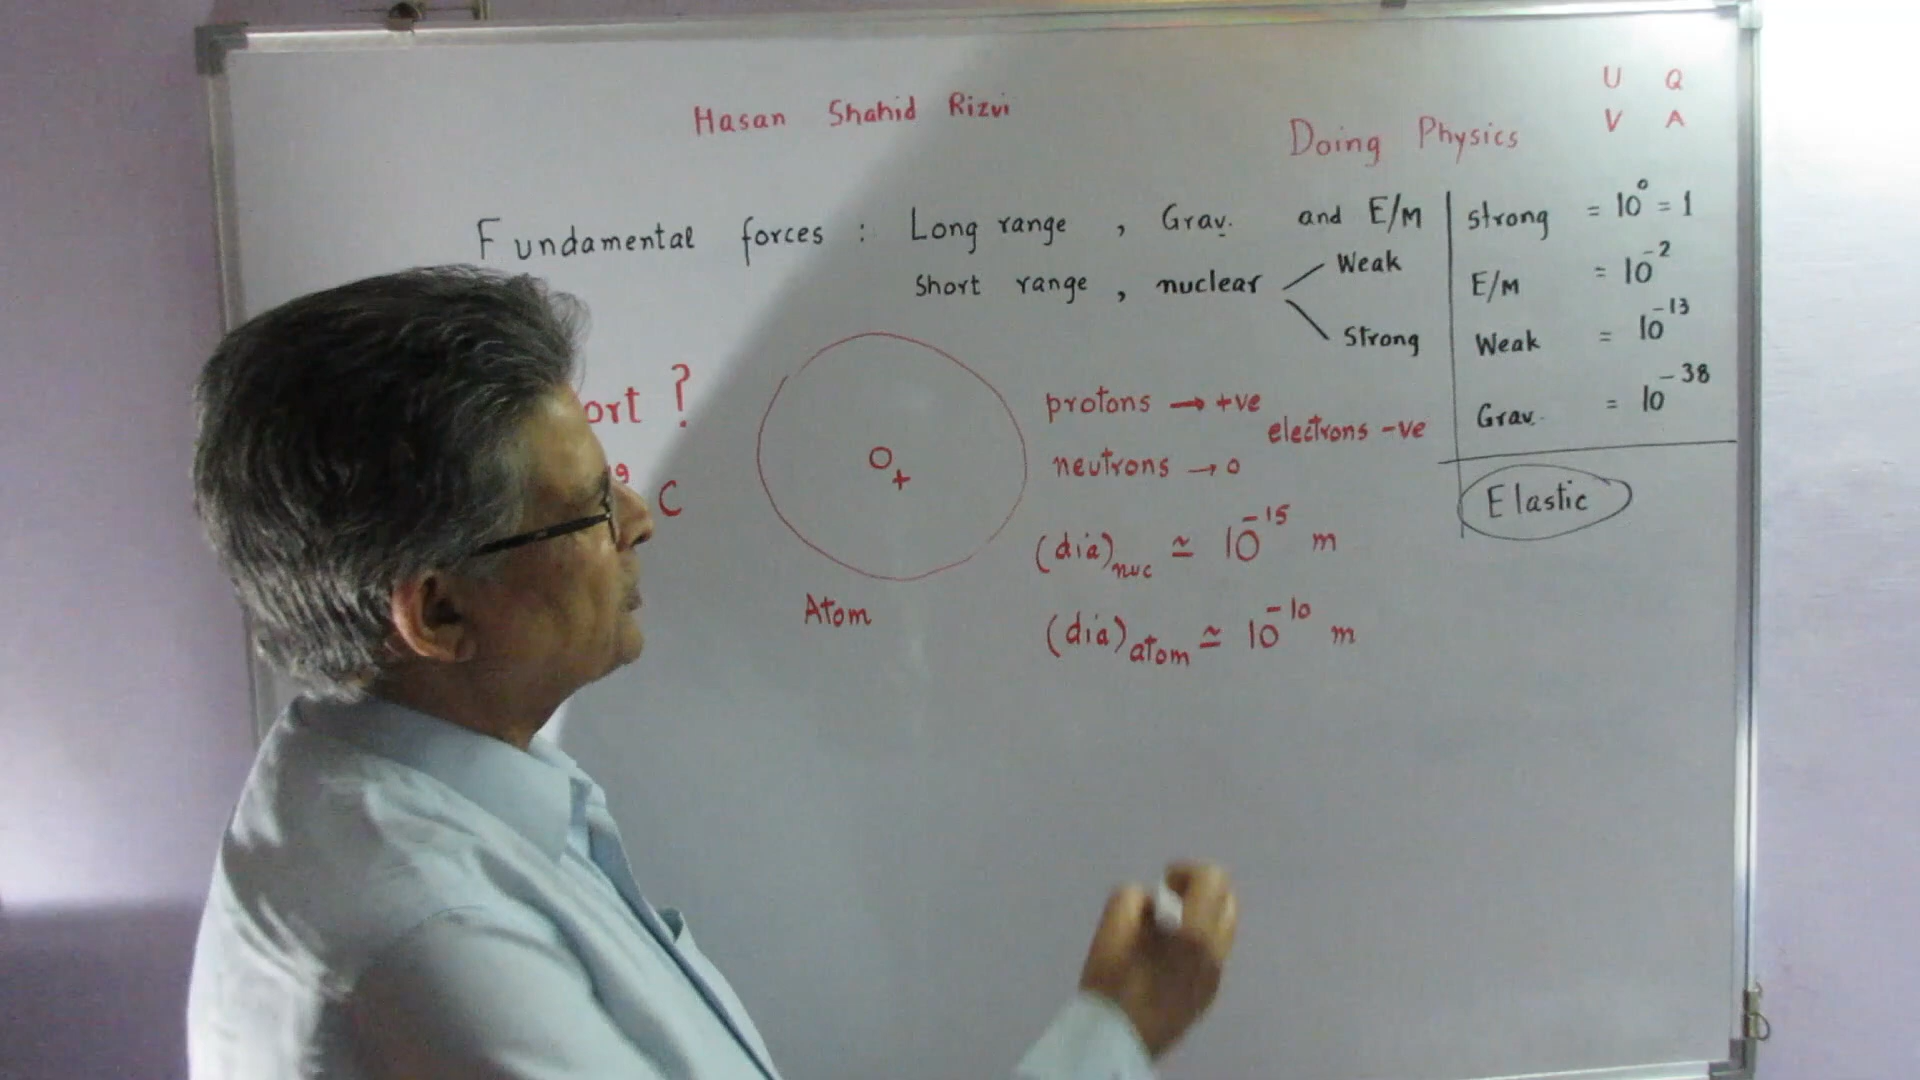 Hasan Shahid Rizvi
Doing Physics
U Q
V A
Fundamental forces : Long range , Grav. and E/M
Short range , nuclear
Weak
Strong
strong = 10⁰ = 1
E/M = 10⁻²
Weak = 10⁻¹³
Grav. = 10⁻³⁸
Elastic
ort ?
19 C
+
Atom
protons → +ve
electrons -ve
neutrons → 0
(dia)nuc ≃ 10⁻¹⁵ m
(dia)atom ≃ 10⁻¹⁰ m